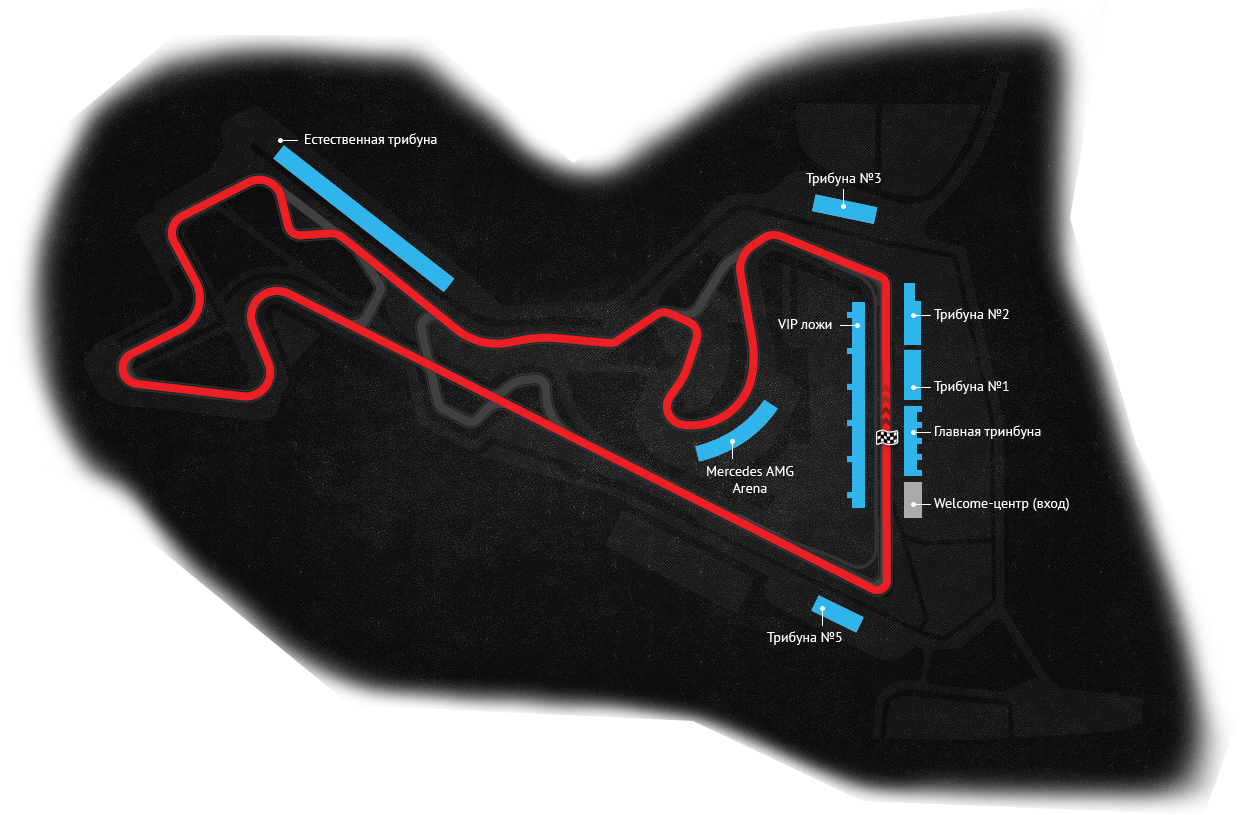 Естественная трибуна
Трибуна №3
VIP ложи
Трибуна №2
Трибуна №1
Главная тринбуна
Mercedes AMG
Arena
Welcome-центр (вход)
Трибуна №5